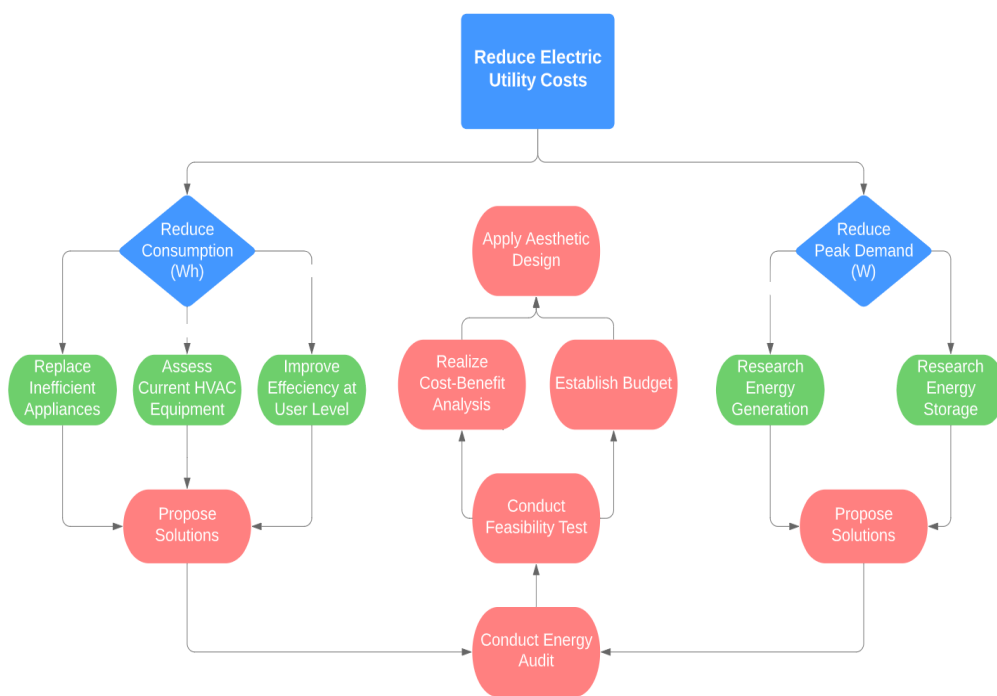 Reduce Electric
Utility Costs
Reduce
Consumption
(Wh)
Apply Aesthetic
Design
Reduce
Peak Demand
(W)
Replace
Inefficient
Appliances
Assess
Current HVAC
Equipment
Improve
Effeciency at
User Level
Realize
Cost-Benefit
Analysis
Establish Budget
Research
Energy
Generation
Research
Energy
Storage
Propose
Solutions
Conduct
Feasibility Test
Propose
Solutions
Conduct Energy
Audit